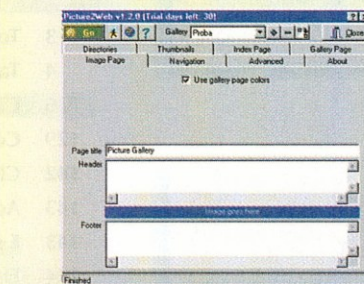 Picture2Web v1.2.0 (Trial days left: 30)
Go ? Gallery Proba Close
Directories Thumbnails Index Page Gallery Page
Image Page Navigation Advanced About
Use gallery page colors
Page title Picture Gallery
Header
Image goes here
Footer
Finished